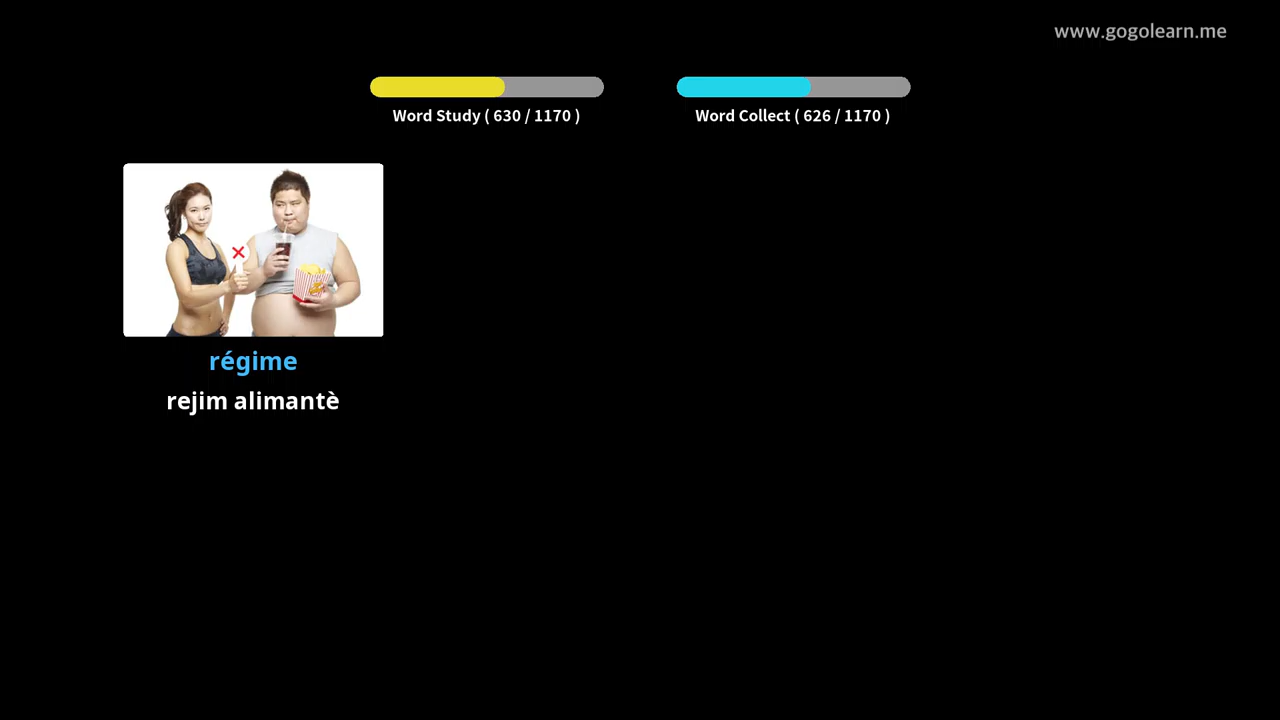 www.gogolearn.me
Word Study ( 630 / 1170 )
Word Collect ( 626 / 1170 )
régime
rejim alimantè